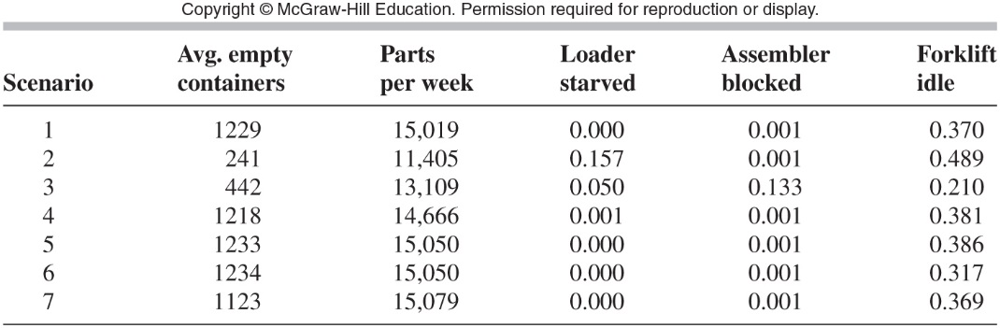 Copyright © McGraw-Hill Education. Permission required for reproduction or display.
Avg. empty Parts Loader Assembler Forklift
Scenario containers per week starved blocked idle
1 1229 15,019 0.000 0.001 0.370
2 241 11,405 0.157 0.001 0.489
3 442 13,109 0.050 0.133 0.210
4 1218 14,666 0.001 0.001 0.381
5 1233 15,050 0.000 0.001 0.386
6 1234 15,050 0.000 0.001 0.317
7 1123 15,079 0.000 0.001 0.369